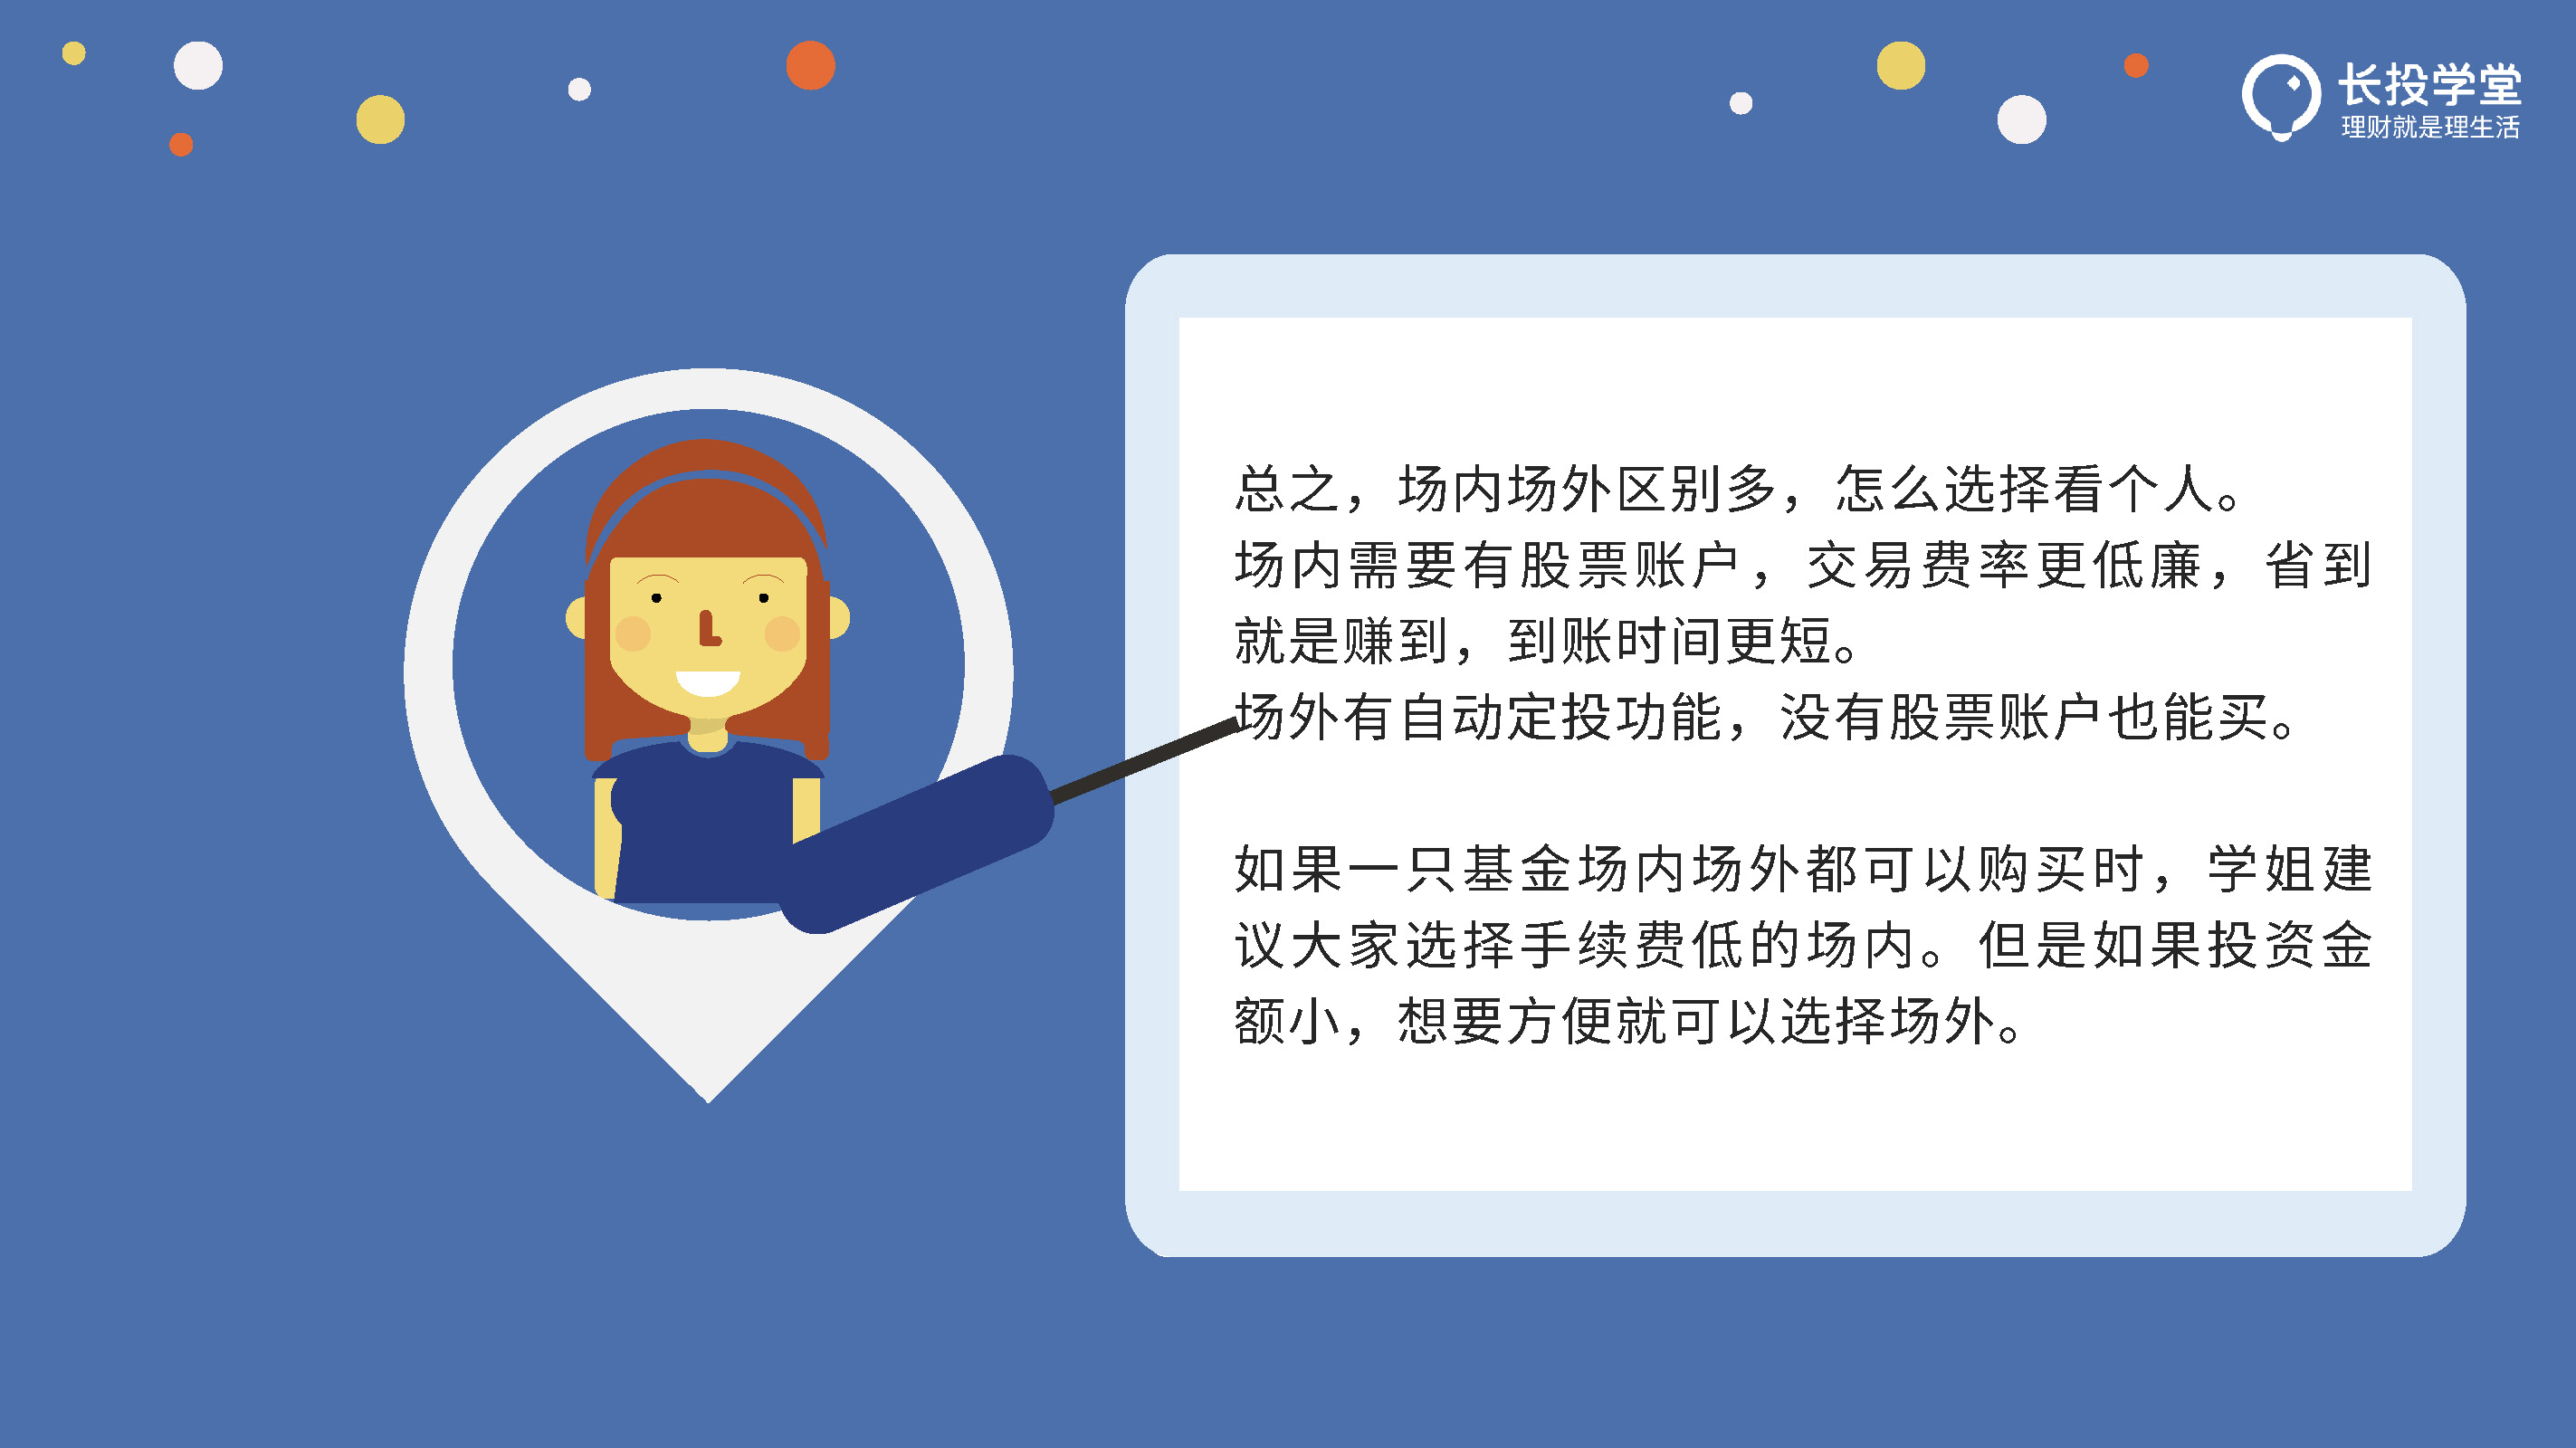 长投学堂
理财就是理生活
总之，场内场外区别多，怎么选择看个人。
场内需要有股票账户，交易费率更低廉，省到
就是赚到，到账时间更短。
场外有自动定投功能，没有股票账户也能买。
如果一只基金场内场外都可以购买时，学姐建
议大家选择手续费低的场内。但是如果投资金
额小，想要方便就可以选择场外。